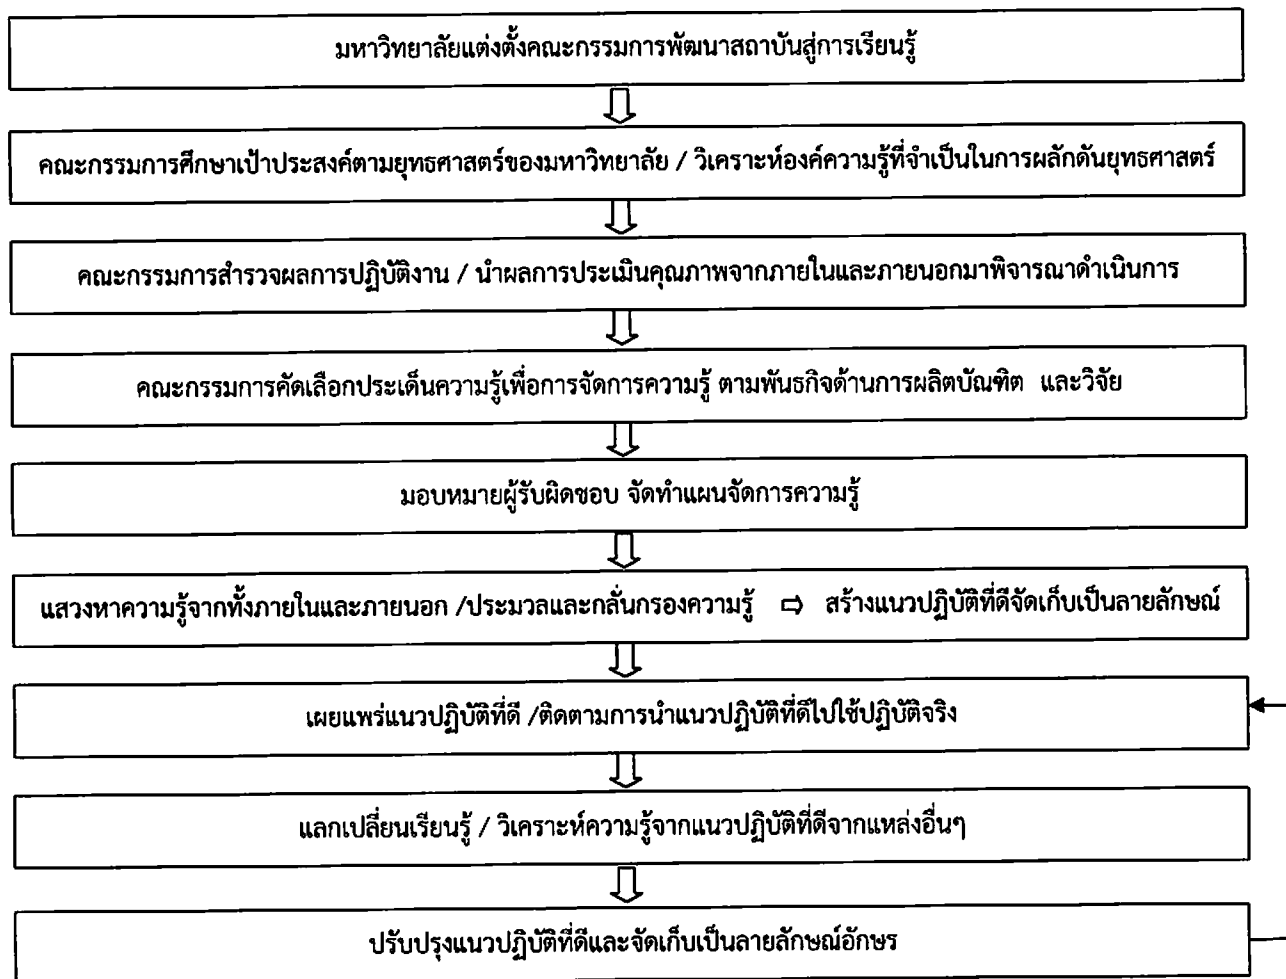 มหาวิทยาลัยแต่งตั้งคณะกรรมการพัฒนาสถาบันสู่การเรียนรู้
คณะกรรมการศึกษาเป้าประสงค์ตามยุทธศาสตร์ของมหาวิทยาลัย / วิเคราะห์องค์ความรู้ที่จำเป็นในการผลักดันยุทธศาสตร์
คณะกรรมการสำรวจผลการปฏิบัติงาน / นำผลการประเมินคุณภาพจากภายในและภายนอกมาพิจารณาดำเนินการ
คณะกรรมการคัดเลือกประเด็นความรู้เพื่อการจัดการความรู้ ตามพันธกิจด้านการผลิตบัณฑิต และวิจัย
มอบหมายผู้รับผิดชอบ จัดทำแผนจัดการความรู้
แสวงหาความรู้จากทั้งภายในและภายนอก /ประมวลและกลั่นกรองความรู้ ⇨ สร้างแนวปฏิบัติที่ดีจัดเก็บเป็นลายลักษณ์
เผยแพร่แนวปฏิบัติที่ดี /ติดตามการนำแนวปฏิบัติที่ดีไปใช้ปฏิบัติจริง
แลกเปลี่ยนเรียนรู้ / วิเคราะห์ความรู้จากแนวปฏิบัติที่ดีจากแหล่งอื่นๆ
ปรับปรุงแนวปฏิบัติที่ดีและจัดเก็บเป็นลายลักษณ์อักษร